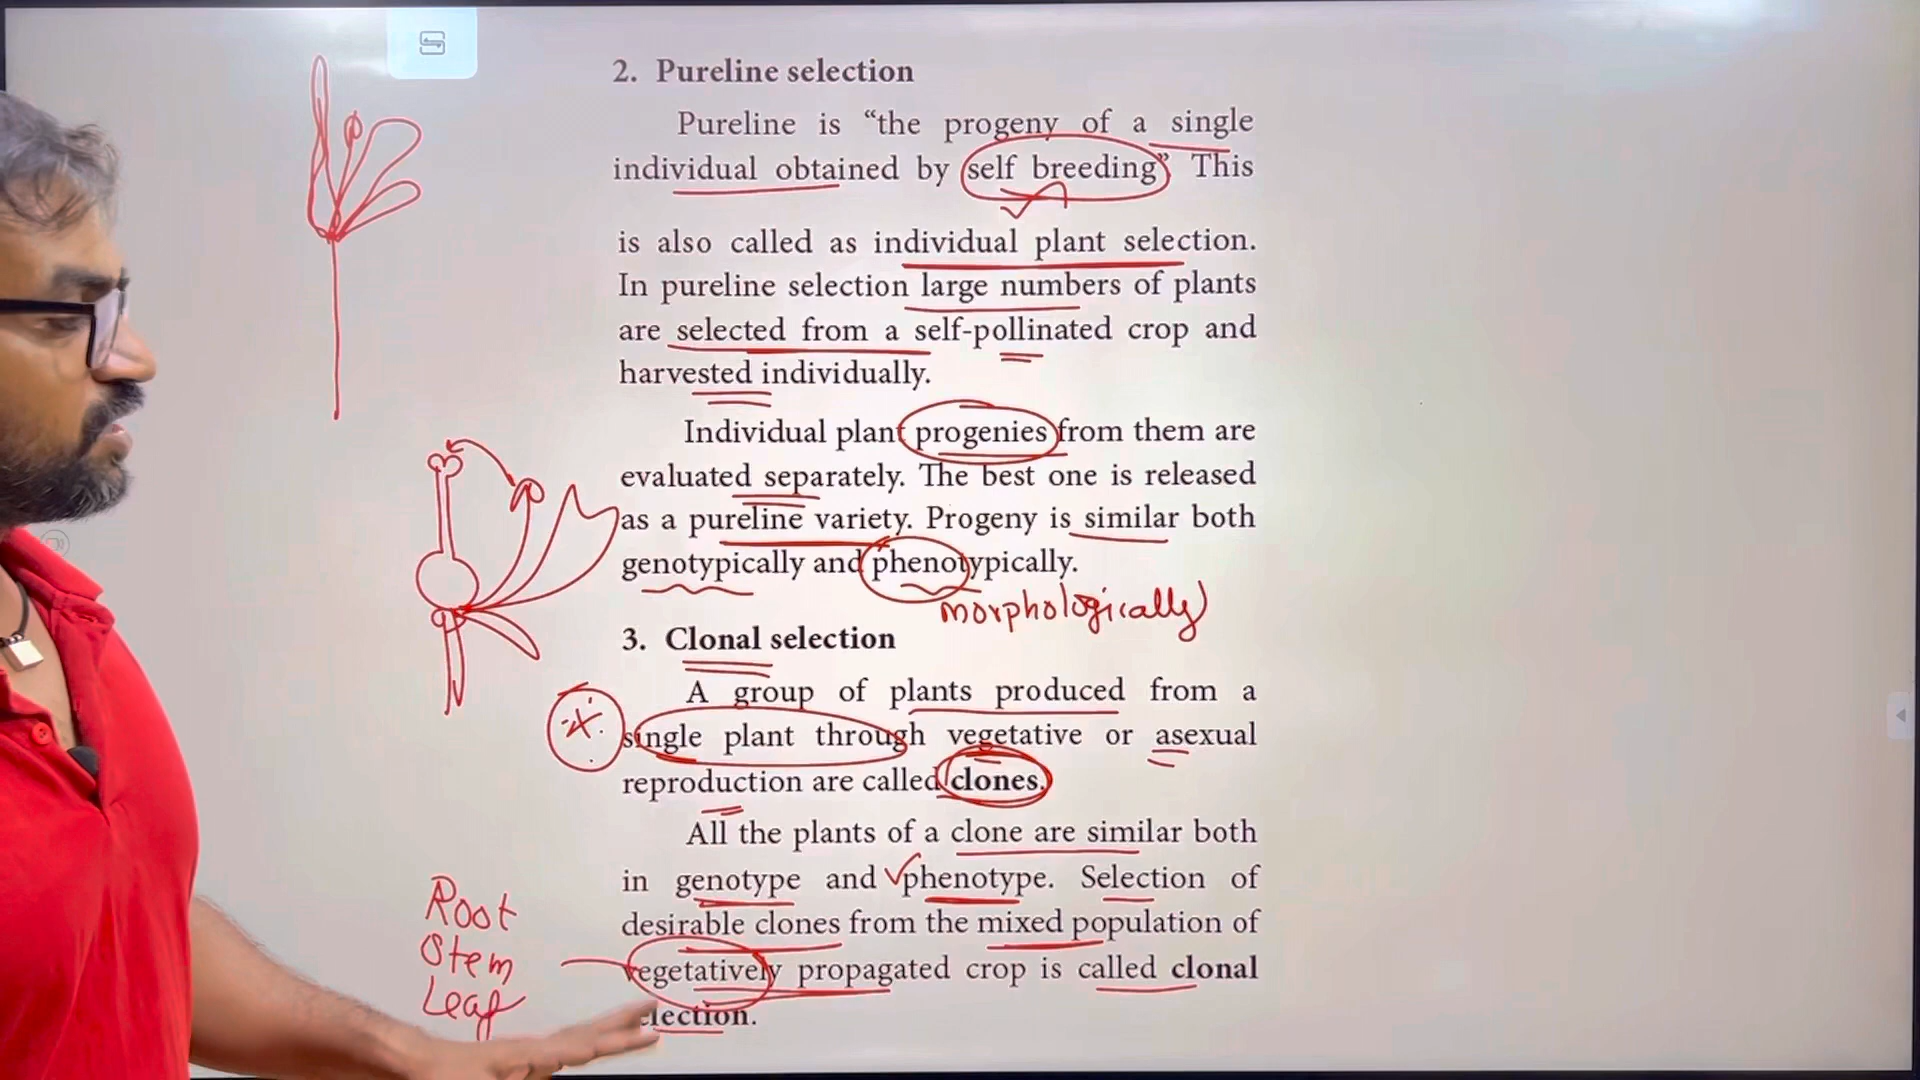 2. Pureline selection
Pureline is “the progeny of a single
individual obtained by self breeding” This
is also called as individual plant selection.
In pureline selection large numbers of plants
are selected from a self-pollinated crop and
harvested individually.
Individual plant progenies from them are
evaluated separately. The best one is released
as a pureline variety. Progeny is similar both
genotypically and phenotypically.
morphologically
3. Clonal selection
A group of plants produced from a
single plant through vegetative or asexual
reproduction are called clones.
All the plants of a clone are similar both
in genotype and phenotype. Selection of
desirable clones from the mixed population of
vegetatively propagated crop is called clonal
selection.
Root
Stem
Leaf